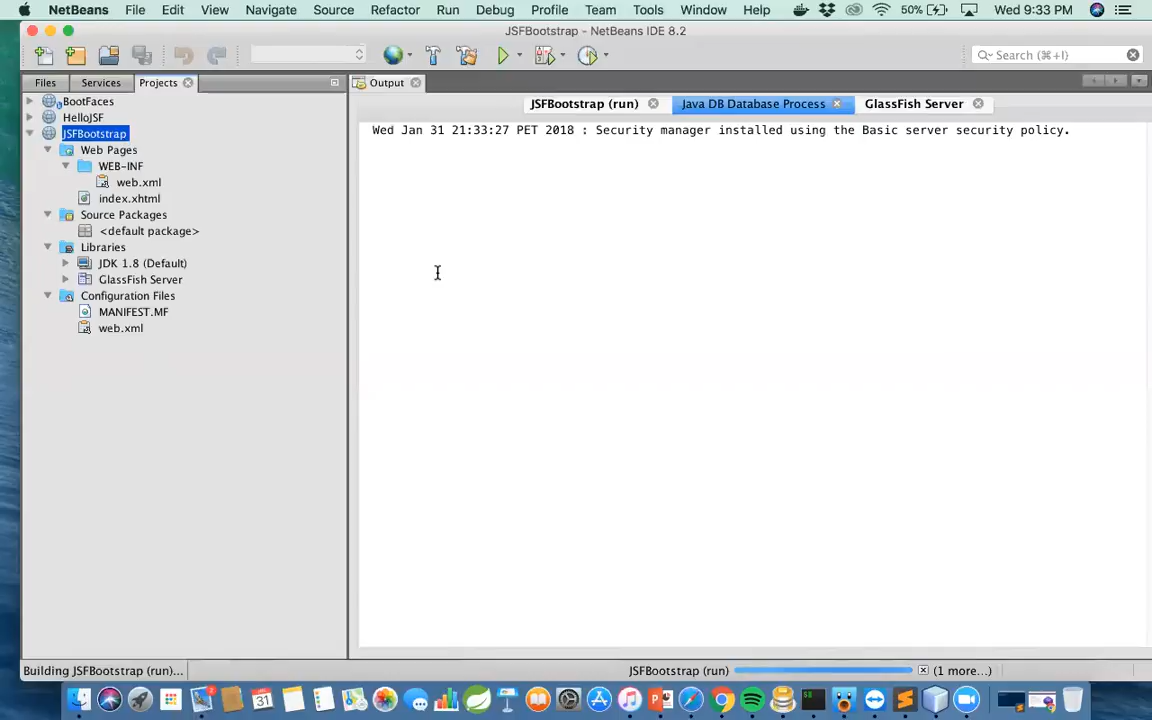 NetBeans File Edit View Navigate Source Refactor Run Debug Profile Team Tools Window Help 50% Wed 9:33 PM
JSFBootstrap - NetBeans IDE 8.2
Search (⌘+I)
Files Services Projects Output
BootFaces
HelloJSF
JSFBootstrap
Web Pages
WEB-INF
web.xml
index.xhtml
Source Packages
<default package>
Libraries
JDK 1.8 (Default)
GlassFish Server
Configuration Files
MANIFEST.MF
web.xml
JSFBootstrap (run) Java DB Database Process GlassFish Server
Wed Jan 31 21:33:27 PET 2018 : Security manager installed using the Basic server security policy.
Building JSFBootstrap (run)... JSFBootstrap (run) (1 more...)
31